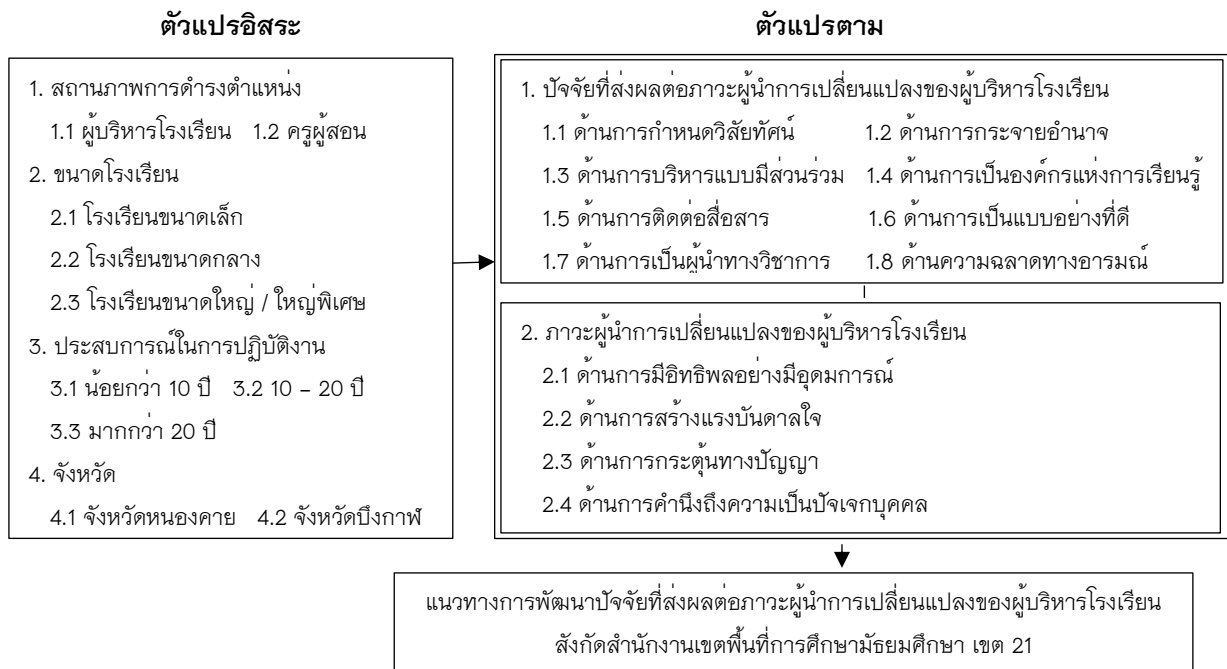 ตัวแปรอิสระ
1. สถานภาพการดำรงตำแหน่ง
1.1 ผู้บริหารโรงเรียน 1.2 ครูผู้สอน
2. ขนาดโรงเรียน
2.1 โรงเรียนขนาดเล็ก
2.2 โรงเรียนขนาดกลาง
2.3 โรงเรียนขนาดใหญ่ / ใหญ่พิเศษ
3. ประสบการณ์ในการปฏิบัติงาน
3.1 น้อยกว่า 10 ปี 3.2 10 – 20 ปี
3.3 มากกว่า 20 ปี
4. จังหวัด
4.1 จังหวัดหนองคาย 4.2 จังหวัดบึงกาฬ
ตัวแปรตาม
1. ปัจจัยที่ส่งผลต่อภาวะผู้นำการเปลี่ยนแปลงของผู้บริหารโรงเรียน
1.1 ด้านการกำหนดวิสัยทัศน์ 1.2 ด้านการกระจายอำนาจ
1.3 ด้านการบริหารแบบมีส่วนร่วม 1.4 ด้านการเป็นองค์กรแห่งการเรียนรู้
1.5 ด้านการติดต่อสื่อสาร 1.6 ด้านการเป็นแบบอย่างที่ดี
1.7 ด้านการเป็นผู้นำทางวิชาการ 1.8 ด้านความฉลาดทางอารมณ์
2. ภาวะผู้นำการเปลี่ยนแปลงของผู้บริหารโรงเรียน
2.1 ด้านการมีอิทธิพลอย่างมีอุดมการณ์
2.2 ด้านการสร้างแรงบันดาลใจ
2.3 ด้านการกระตุ้นทางปัญญา
2.4 ด้านการคำนึงถึงความเป็นปัจเจกบุคคล
แนวทางการพัฒนาปัจจัยที่ส่งผลต่อภาวะผู้นำการเปลี่ยนแปลงของผู้บริหารโรงเรียน
สังกัดสำนักงานเขตพื้นที่การศึกษามัธยมศึกษา เขต 21